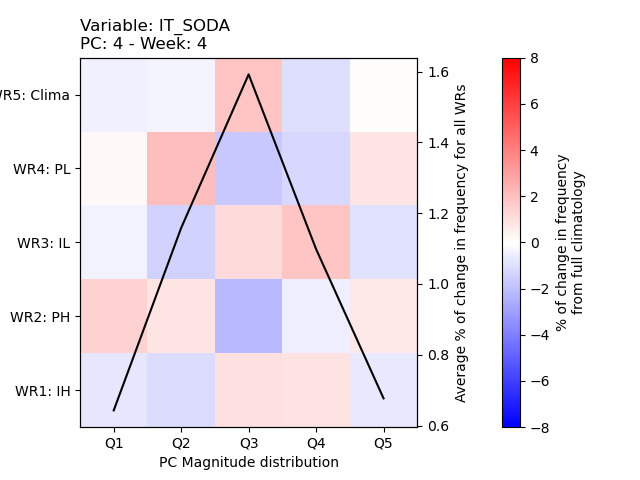 Variable: IT_SODA
PC: 4 - Week: 4
WR5: Clima
WR4: PL
WR3: IL
WR2: PH
WR1: IH
Q1 Q2 Q3 Q4 Q5
PC Magnitude distribution
1.6
1.4
1.2
1.0
0.8
0.6
Average % of change in frequency for all WRs
8
6
4
2
0
−2
−4
−6
−8
% of change in frequency
from full climatology